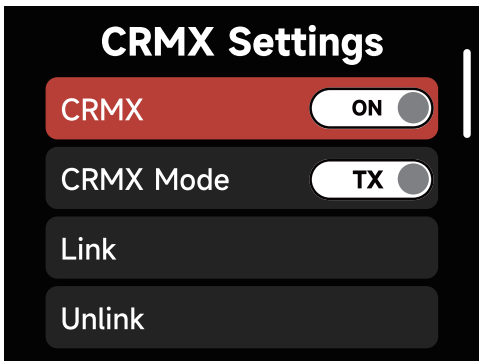 CRMX Settings
CRMX ON
CRMX Mode TX
Link
Unlink